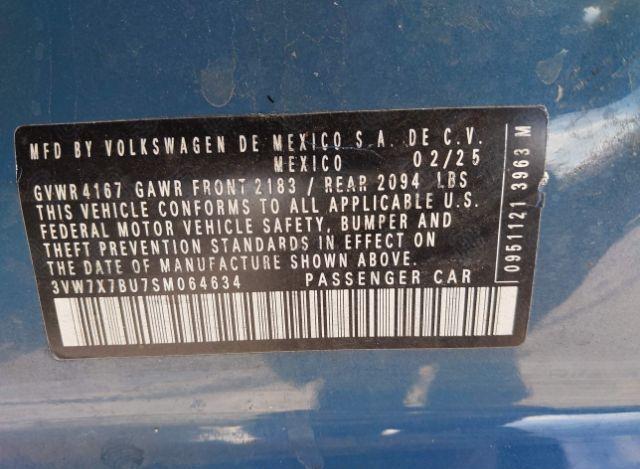 MFD BY VOLKSWAGEN DE MEXICO S.A. DE C.V.
MEXICO 02/25
GVWR 4167 GAWR FRONT 2183 / REAR 2094 LBS
THIS VEHICLE CONFORMS TO ALL APPLICABLE U.S.
FEDERAL MOTOR VEHICLE SAFETY, BUMPER AND
THEFT PREVENTION STANDARDS IN EFFECT ON
THE DATE OF MANUFACTURE SHOWN ABOVE.
3VW7X7BU7SM064634 PASSENGER CAR
0951121 3963 M